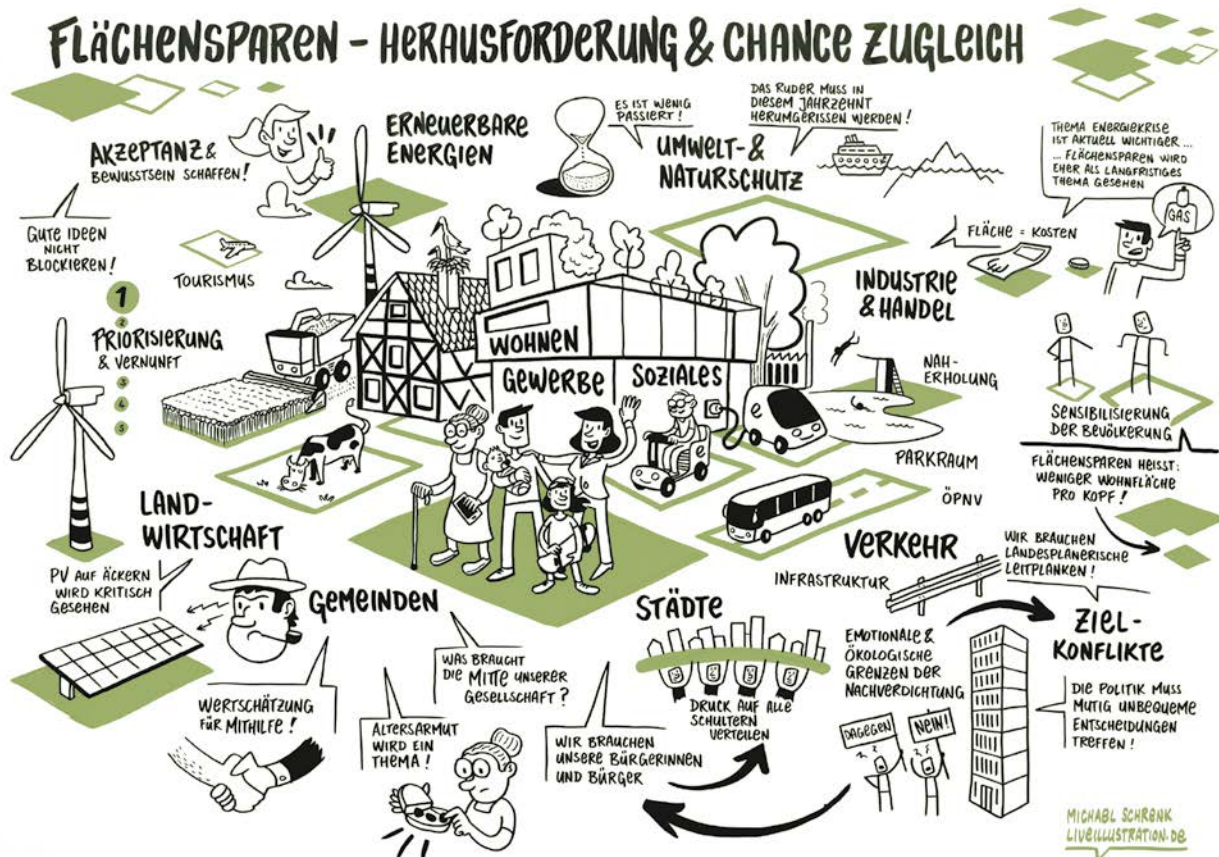 FLÄCHENSPAREN – HERAUSFORDERUNG & CHANCE ZUGLEICH
AKZEPTANZ &
BEWUSSTSEIN SCHAFFEN!
ERNEUERBARE
ENERGIEN
ES IST WENIG
PASSIERT!
UMWELT- &
NATURSCHUTZ
DAS RUDER MUSS IN
DIESEM JAHRZEHNT
HERUMGERISSEN WERDEN!
THEMA ENERGIEKRISE
IST AKTUELL WICHTIGER ...
... FLÄCHENSPAREN WIRD
EHER ALS LANGFRISTIGES
THEMA GESEHEN
GAS
FLÄCHE = KOSTEN
GUTE IDEEN
NICHT
BLOCKIEREN!
TOURISMUS
1
2
PRIORISIERUNG
& VERNUNFT
3
4
5
WOHNEN
GEWERBE
SOZIALES
INDUSTRIE
& HANDEL
NAH-
ERHOLUNG
PARKRAUM
ÖPNV
SENSIBILISIERUNG
DER BEVÖLKERUNG
FLÄCHENSPAREN HEISST:
WENIGER WOHNFLÄCHE
PRO KOPF!
LAND-
WIRTSCHAFT
PV AUF ÄCKERN
WIRD KRITISCH
GESEHEN
GEMEINDEN
WERTSCHÄTZUNG
FÜR MITHILFE!
WAS BRAUCHT
DIE MITTE UNSERER
GESELLSCHAFT?
ALTERSARMUT
WIRD EIN
THEMA!
WIR BRAUCHEN
UNSERE BÜRGERINNEN
UND BÜRGER
STÄDTE
DRUCK AUF ALLE
SCHULTERN
VERTEILEN
VERKEHR
INFRASTRUKTUR
WIR BRAUCHEN
LANDESPLANERISCHE
LEITPLANKEN!
EMOTIONALE &
ÖKOLOGISCHE
GRENZEN DER
NACHVERDICHTUNG
DAGEGEN
NEIN!
ZIEL-
KONFLIKTE
DIE POLITIK MUSS
MUTIG UNBEQUEME
ENTSCHEIDUNGEN
TREFFEN!
MICHAEL SCHRENK
LIVEILLUSTRATION.DE